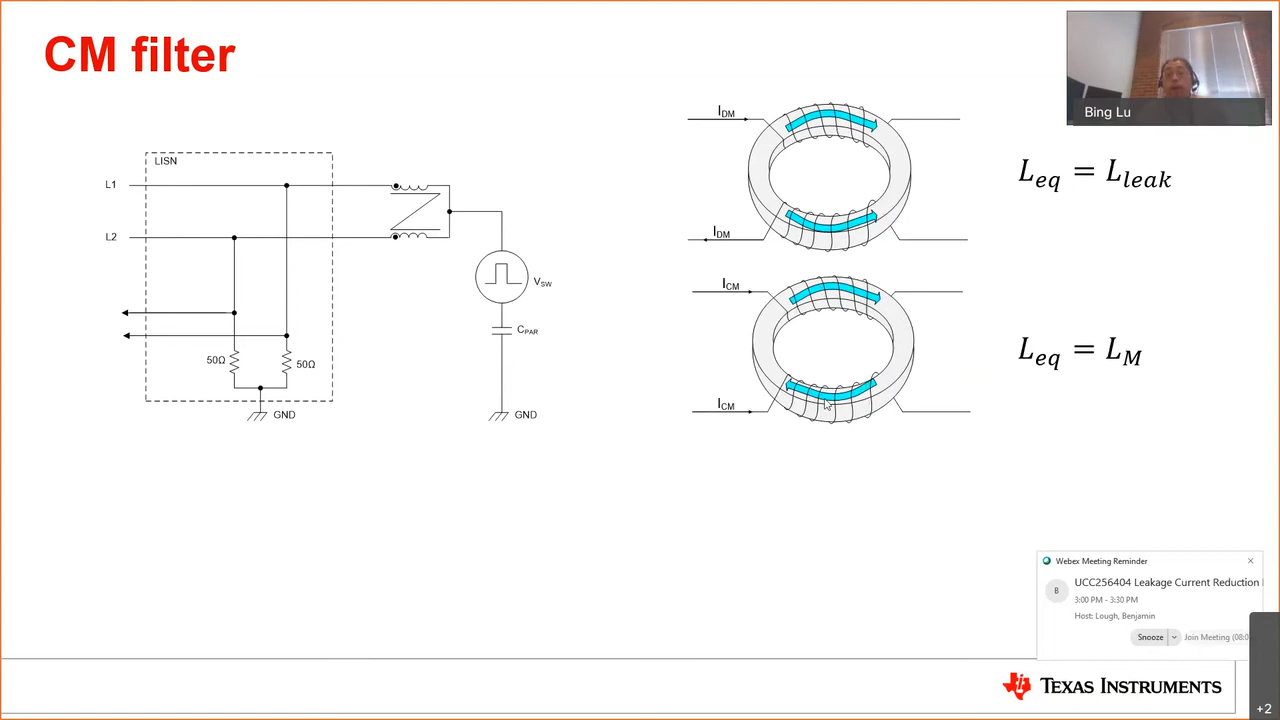 CM filter
Bing Lu
LISN
L1
L2
50Ω
50Ω
GND
V_SW
C_PAR
GND
I_DM
I_DM
L_eq = L_leak
I_CM
I_CM
L_eq = L_M
Webex Meeting Reminder
B
UCC256404 Leakage Current Reduction
3:00 PM - 3:30 PM
Host: Lough, Benjamin
Snooze
Join Meeting (08:0
TEXAS INSTRUMENTS
+2